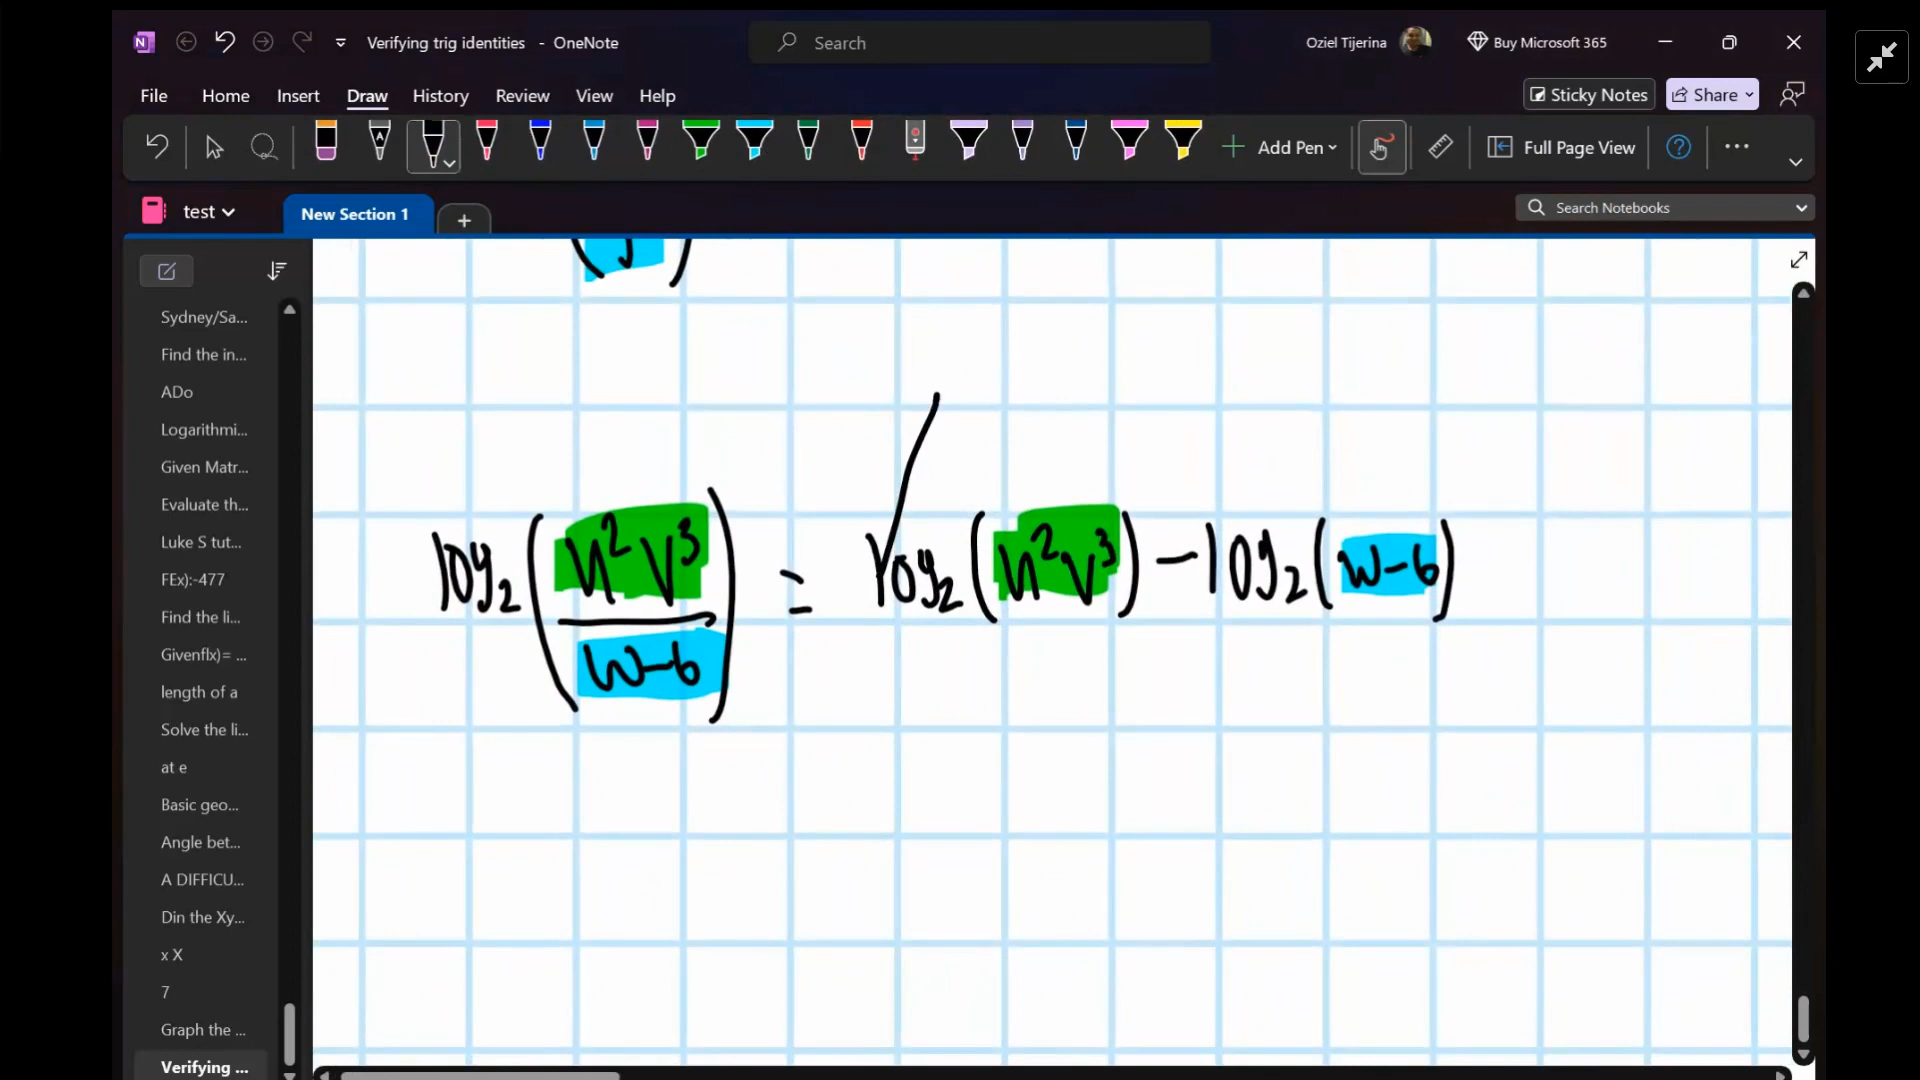 Verifying trig identities - OneNote
Search
Oziel Tijerina
Buy Microsoft 365
File Home Insert Draw History Review View Help
Sticky Notes
Share
A
Add Pen
Full Page View
test
New Section 1
Search Notebooks
Sydney/Sa...
Find the in...
ADo
Logarithmi...
Given Matr...
Evaluate th...
Luke S tut...
FEx):-477
Find the li...
Givenflx)= ...
length of a
Solve the li...
at e
Basic geo...
Angle bet...
A DIFFICU...
Din the Xy...
x X
7
Graph the ...
Verifying ...
log₂(u²v³/(w-6)) = log₂(u²v³) - log₂(w-6)